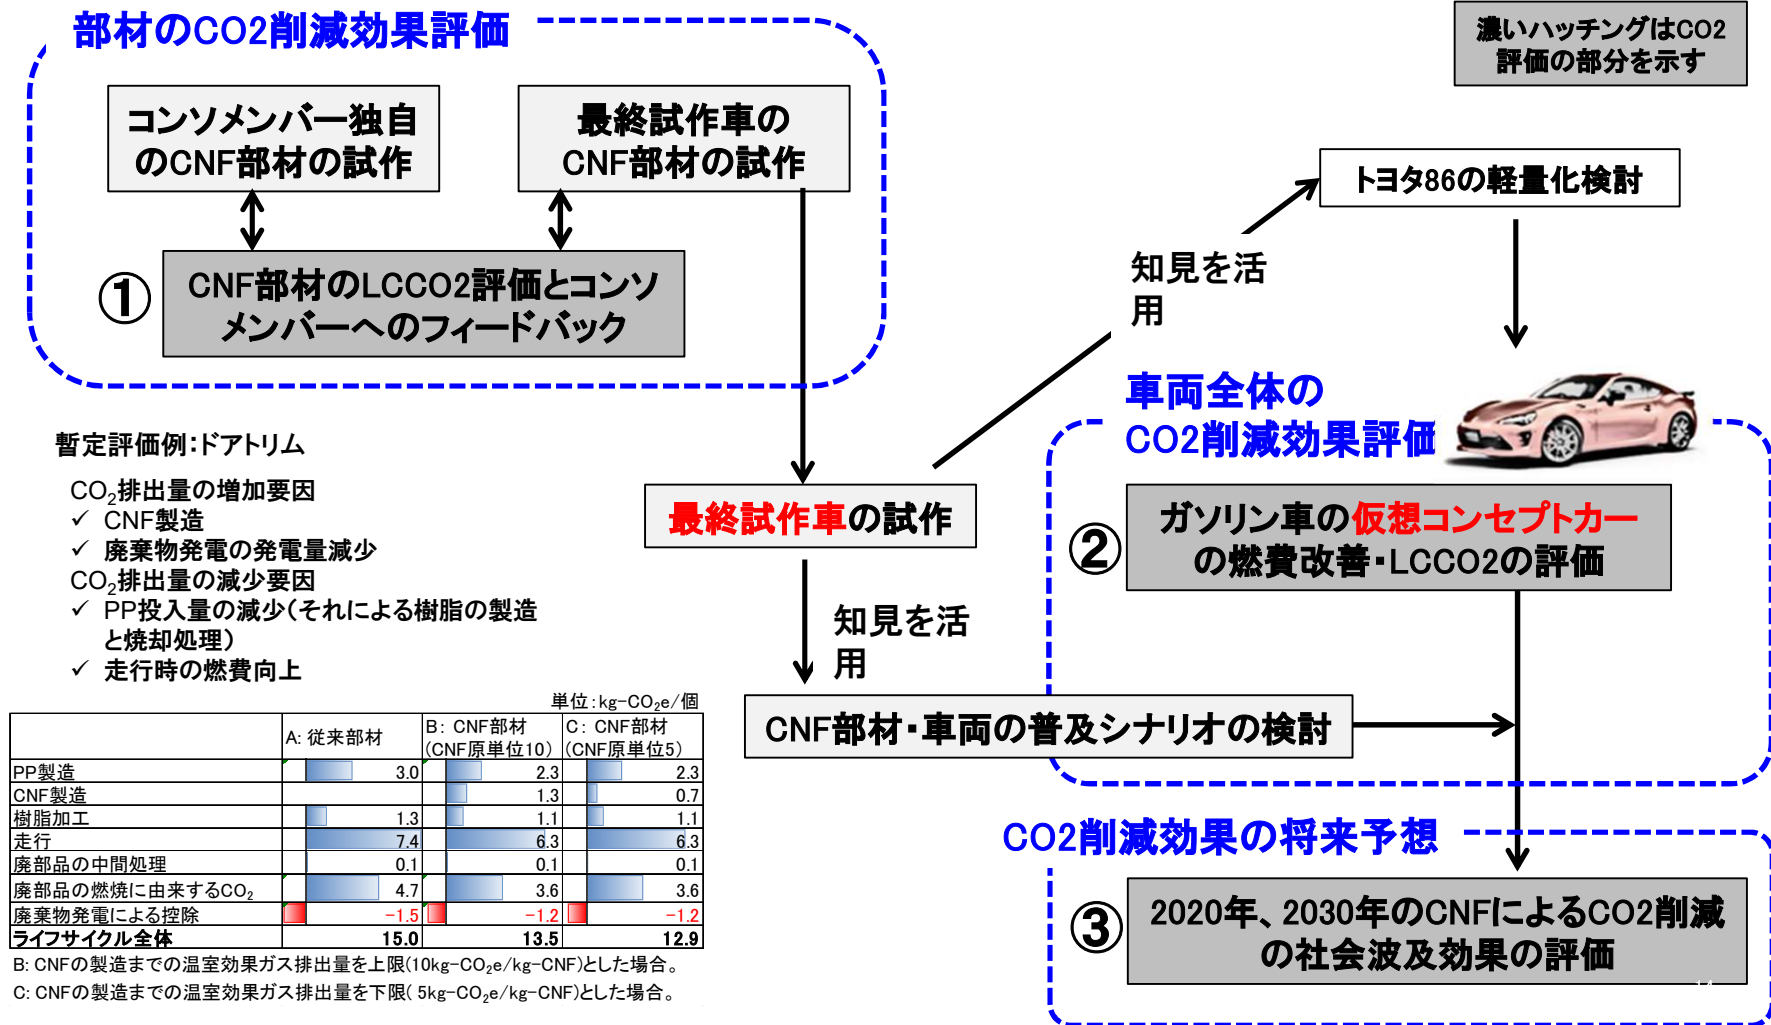 部材のCO2削減効果評価
濃いハッチングはCO2
評価の部分を示す
コンソメンバー独自
のCNF部材の試作
最終試作車の
CNF部材の試作
トヨタ86の軽量化検討
①
CNF部材のLCCO2評価とコンソ
メンバーへのフィードバック
知見を活
用
車両全体の
CO2削減効果評価
暫定評価例:ドアトリム
CO2排出量の増加要因
✓ CNF製造
✓ 廃棄物発電の発電量減少
CO2排出量の減少要因
✓ PP投入量の減少(それによる樹脂の製造
と焼却処理)
✓ 走行時の燃費向上
最終試作車の試作
②
ガソリン車の仮想コンセプトカー
の燃費改善・LCCO2の評価
知見を活
用
CNF部材・車両の普及シナリオの検討
単位:kg-CO2e/個
A: 従来部材 B: CNF部材 (CNF原単位10) C: CNF部材 (CNF原単位5)
PP製造 3.0 2.3 2.3
CNF製造 1.3 0.7
樹脂加工 1.3 1.1 1.1
走行 7.4 6.3 6.3
廃部品の中間処理 0.1 0.1 0.1
廃部品の燃焼に由来するCO2 4.7 3.6 3.6
廃棄物発電による控除 -1.5 -1.2 -1.2
ライフサイクル全体 15.0 13.5 12.9
B: CNFの製造までの温室効果ガス排出量を上限(10kg-CO2e/kg-CNF)とした場合。
C: CNFの製造までの温室効果ガス排出量を下限( 5kg-CO2e/kg-CNF)とした場合。
CO2削減効果の将来予想
③
2020年、2030年のCNFによるCO2削減
の社会波及効果の評価
14